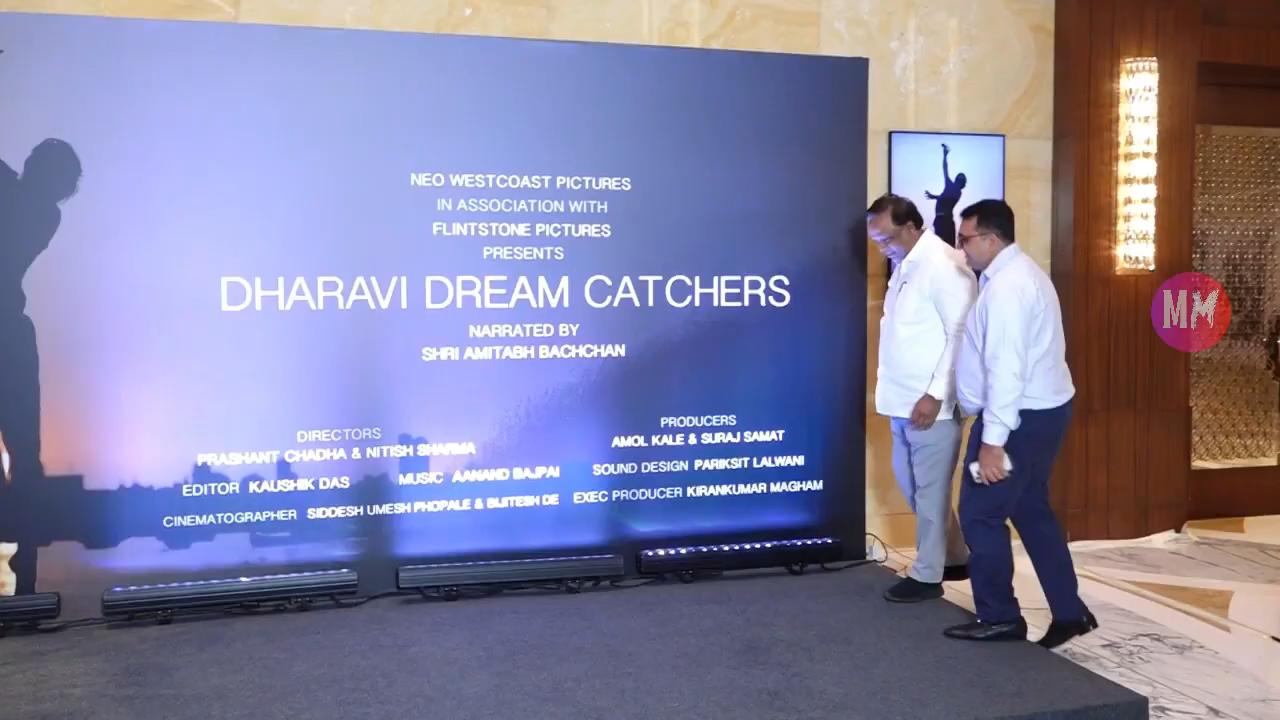 NEO WESTCOAST PICTURES
IN ASSOCIATION WITH
FLINTSTONE PICTURES
PRESENTS
DHARAVI DREAM CATCHERS
NARRATED BY
SHRI AMITABH BACHCHAN
DIRECTORS
PRASHANT CHADHA & NITISH SHARMA
EDITOR KAUSHIK DAS
MUSIC AANAND BAJPAI
CINEMATOGRAPHER SIDDESH UMESH PHOPALE & BIJITESH DE
PRODUCERS
AMOL KALE & SURAJ SAMAT
SOUND DESIGN PARIKSIT LALWANI
EXEC PRODUCER KIRANKUMAR MAGHAM
MM